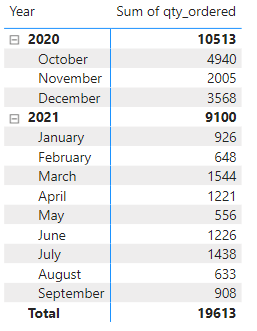 Year Sum of qty_ordered
2020 10513
October 4940
November 2005
December 3568
2021 9100
January 926
February 648
March 1544
April 1221
May 556
June 1226
July 1438
August 633
September 908
Total 19613